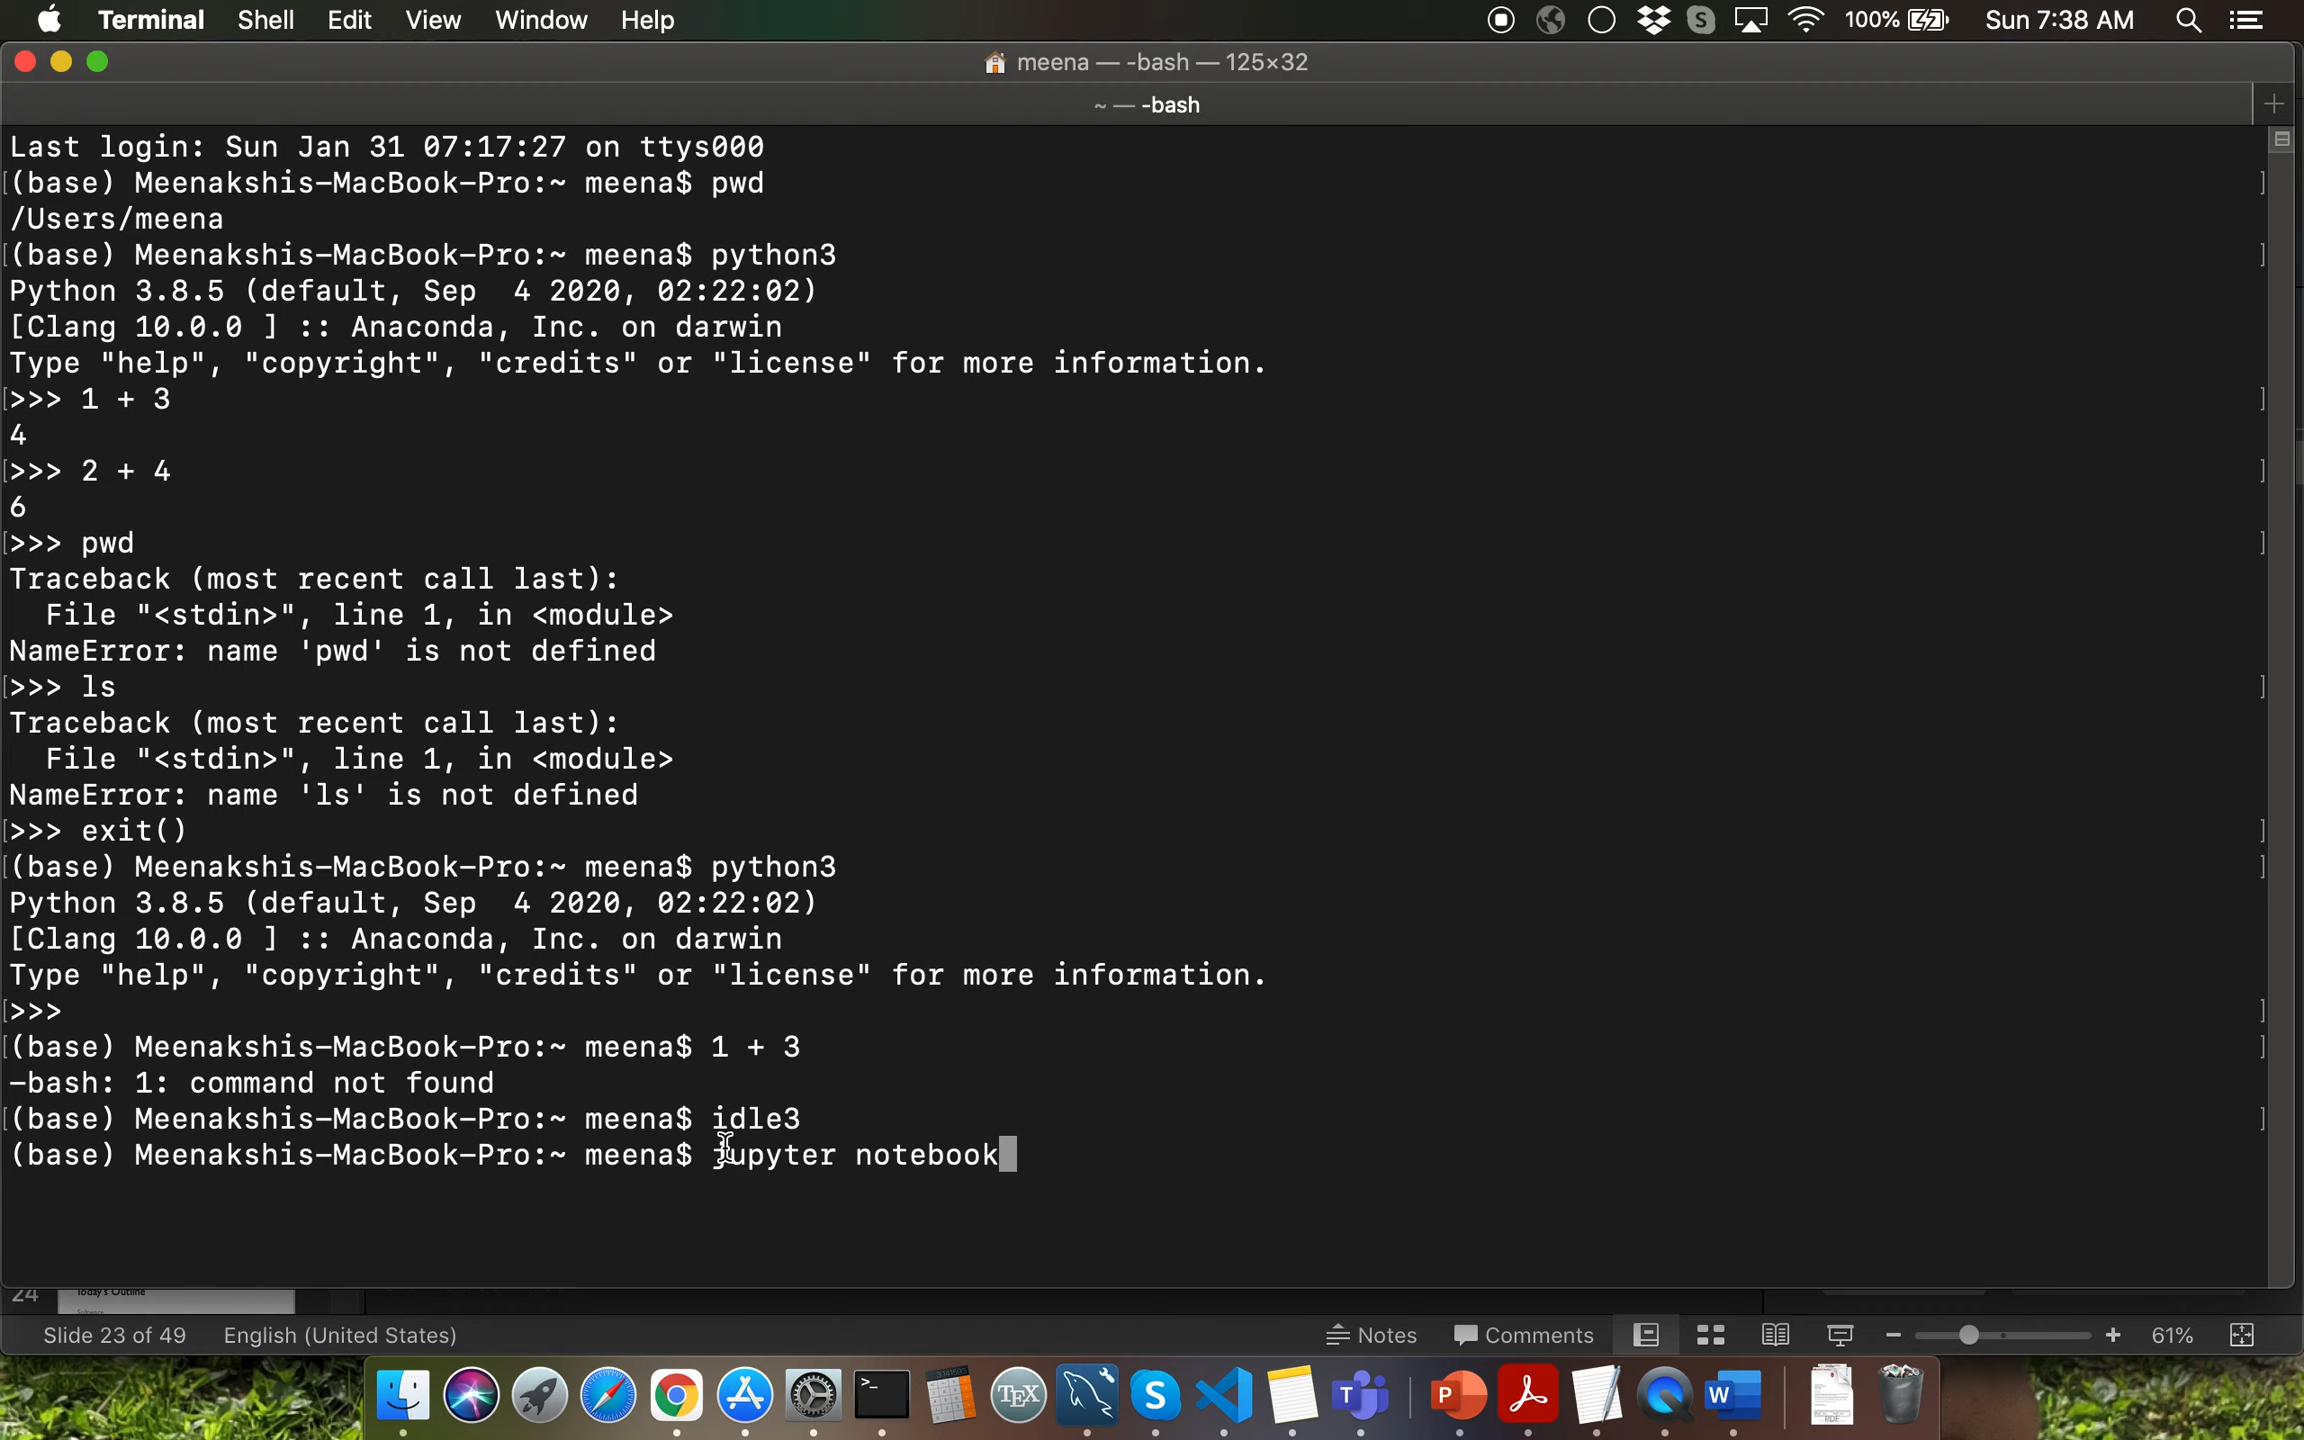 Terminal Shell Edit View Window Help 100% Sun 7:38 AM
meena — -bash — 125×32
~ — -bash
Last login: Sun Jan 31 07:17:27 on ttys000
[(base) Meenakshis-MacBook-Pro:~ meena$ pwd ]
/Users/meena
[(base) Meenakshis-MacBook-Pro:~ meena$ python3 ]
Python 3.8.5 (default, Sep  4 2020, 02:22:02)
[Clang 10.0.0 ] :: Anaconda, Inc. on darwin
Type "help", "copyright", "credits" or "license" for more information.
[>>> 1 + 3 ]
4
[>>> 2 + 4 ]
6
[>>> pwd ]
Traceback (most recent call last):
  File "<stdin>", line 1, in <module>
NameError: name 'pwd' is not defined
[>>> ls ]
Traceback (most recent call last):
  File "<stdin>", line 1, in <module>
NameError: name 'ls' is not defined
[>>> exit() ]
[(base) Meenakshis-MacBook-Pro:~ meena$ python3 ]
Python 3.8.5 (default, Sep  4 2020, 02:22:02)
[Clang 10.0.0 ] :: Anaconda, Inc. on darwin
Type "help", "copyright", "credits" or "license" for more information.
[>>> ]
[(base) Meenakshis-MacBook-Pro:~ meena$ 1 + 3 ]
-bash: 1: command not found
[(base) Meenakshis-MacBook-Pro:~ meena$ idle3 ]
(base) Meenakshis-MacBook-Pro:~ meena$ jupyter notebook
24 Today's Outline
Software
Slide 23 of 49 English (United States) Notes Comments 61%